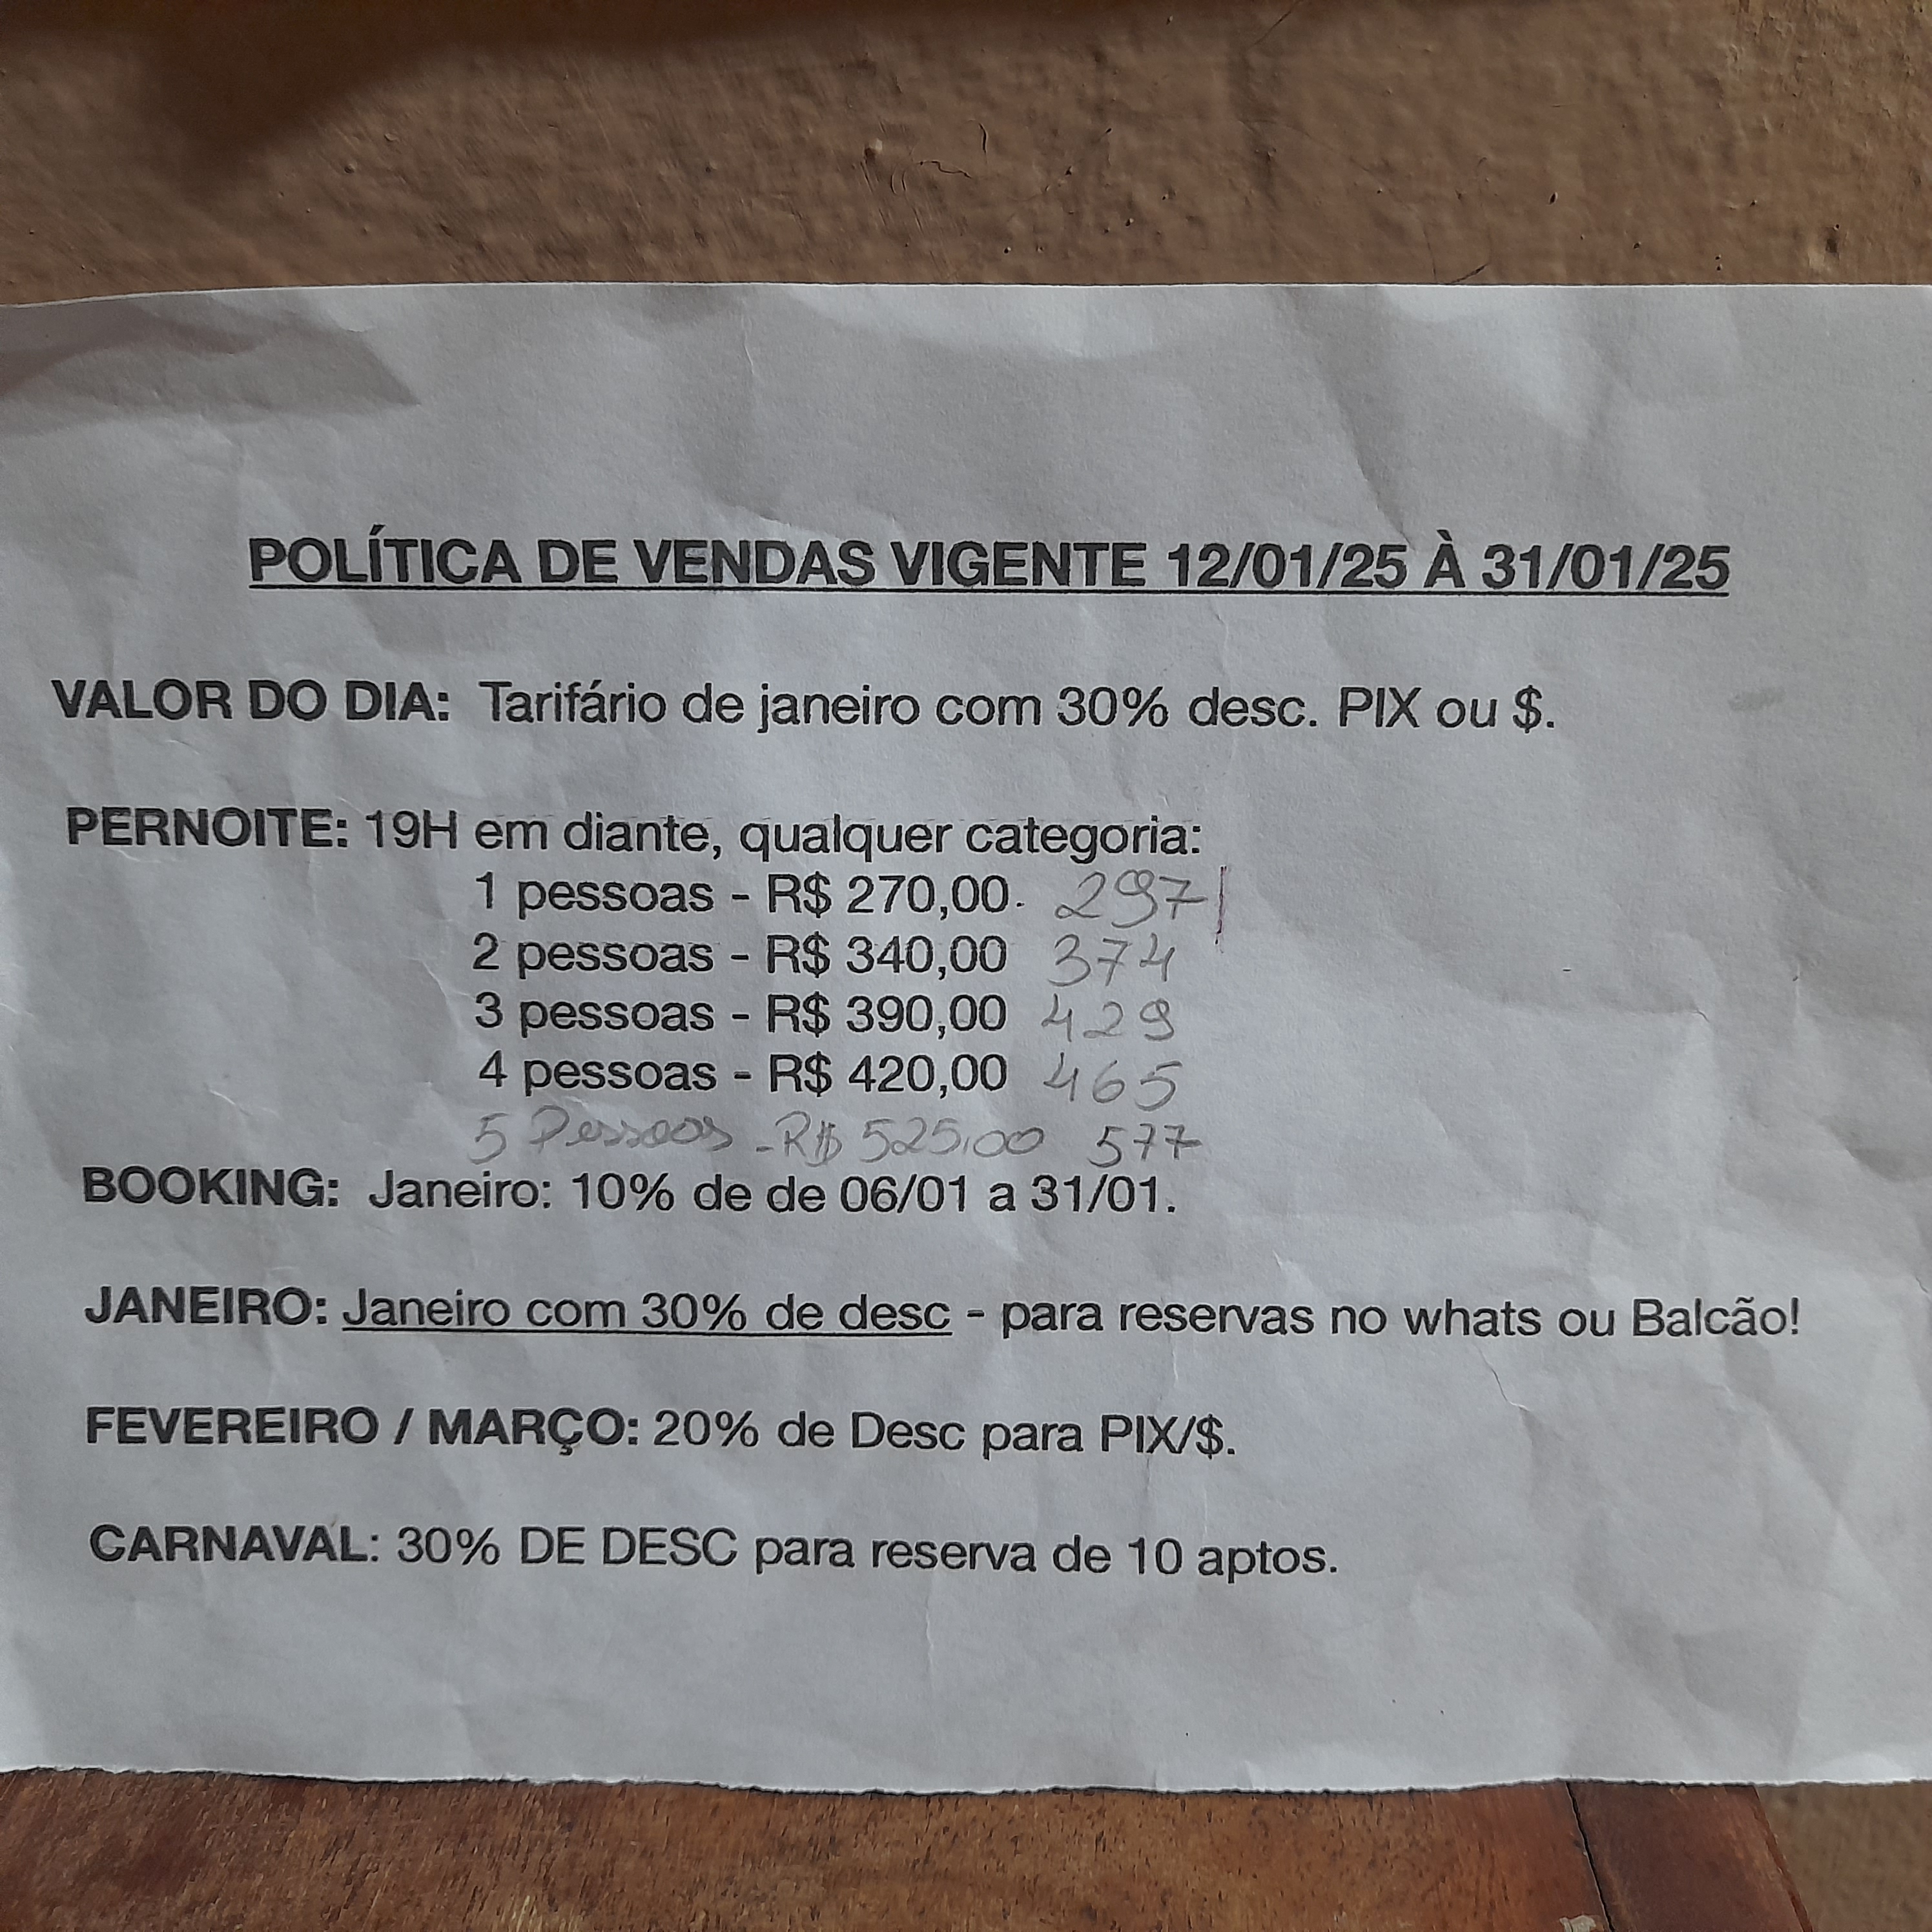 POLÍTICA DE VENDAS VIGENTE 12/01/25 À 31/01/25
VALOR DO DIA: Tarifário de janeiro com 30% desc. PIX ou $.
PERNOITE: 19H em diante, qualquer categoria:
1 pessoas - R$ 270,00. 297
2 pessoas - R$ 340,00 374
3 pessoas - R$ 390,00 429
4 pessoas - R$ 420,00 465
5 Pessoas - R$ 525,00 577
BOOKING: Janeiro: 10% de de 06/01 a 31/01.
JANEIRO: Janeiro com 30% de desc - para reservas no whats ou Balcão!
FEVEREIRO / MARÇO: 20% de Desc para PIX/$.
CARNAVAL: 30% DE DESC para reserva de 10 aptos.